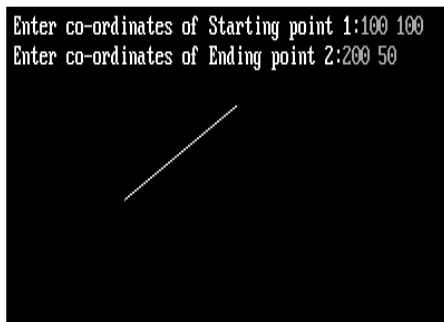 Enter co-ordinates of Starting point 1:100 100
Enter co-ordinates of Ending point 2:200 50